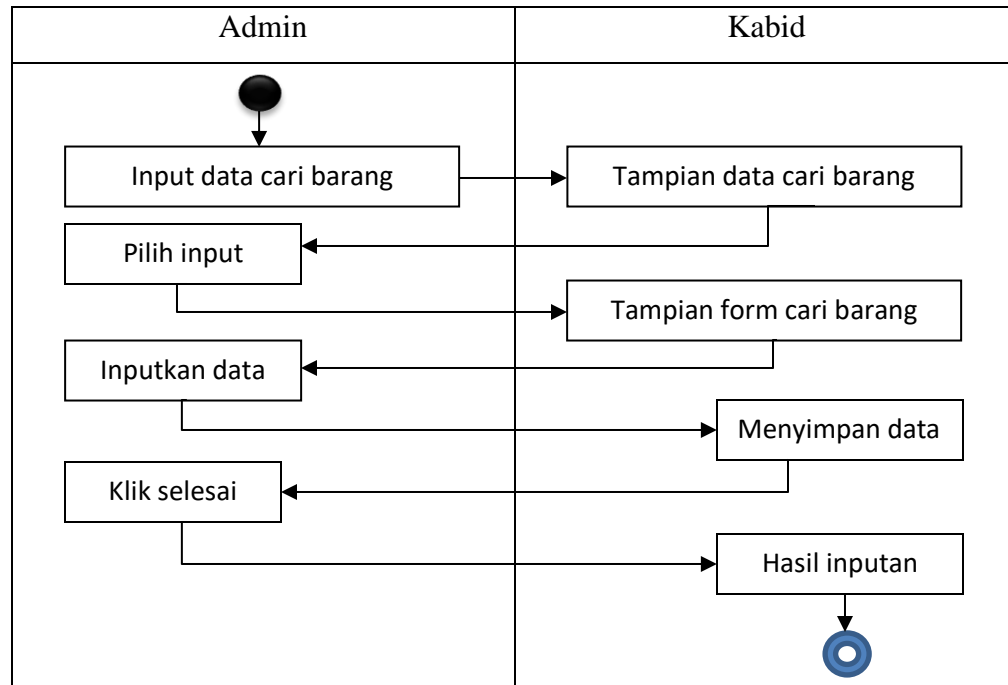 Admin
Kabid
Input data cari barang
Tampian data cari barang
Pilih input
Tampian form cari barang
Inputkan data
Menyimpan data
Klik selesai
Hasil inputan